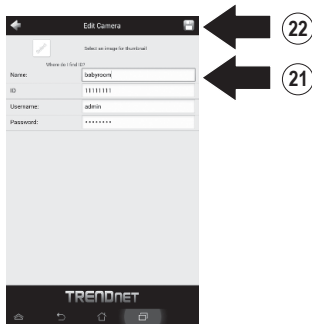 Edit Camera
22
Select an image for thumbnail
Where do I find ID?
21
Name: babyroom
ID 11111111
Username: admin
Password: ••••••••
TRENDnet